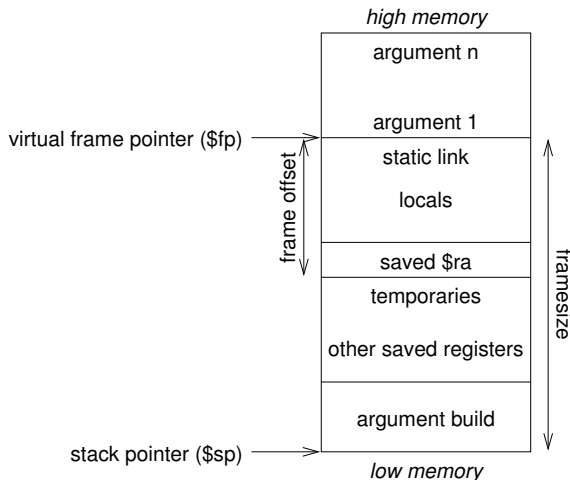 high memory
argument n
argument 1
virtual frame pointer ($fp)
static link
locals
frame offset
saved $ra
temporaries
framesize
other saved registers
argument build
stack pointer ($sp)
low memory